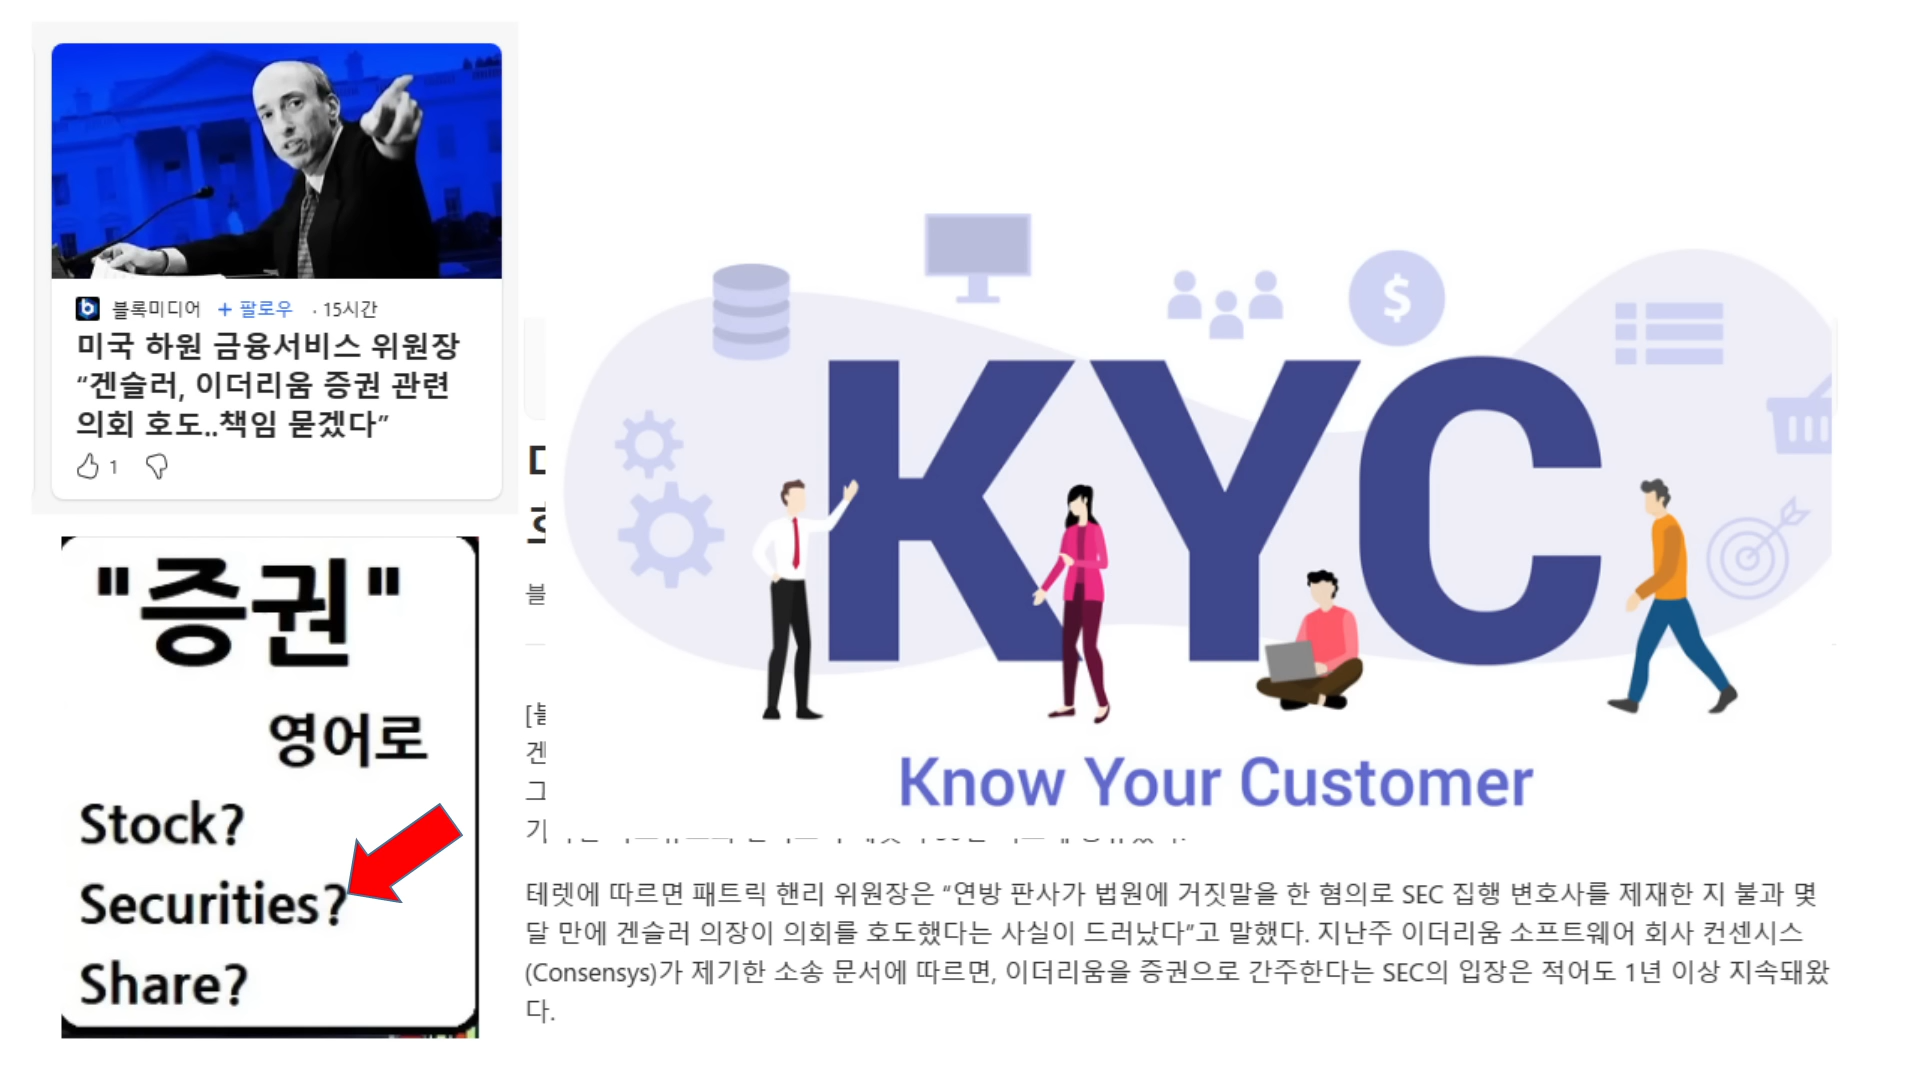 블록미디어 + 팔로우 · 15시간
미국 하원 금융서비스 위원장
“겐슬러, 이더리움 증권 관련
의회 호도..책임 묻겠다”
1
"증권"
영어로
Stock?
Securities?
Share?
KYC
Know Your Customer
블
겐
그
테렛에 따르면 패트릭 핸리 위원장은 “연방 판사가 법원에 거짓말을 한 혐의로 SEC 집행 변호사를 제재한 지 불과 몇
달 만에 겐슬러 의장이 의회를 호도했다는 사실이 드러났다”고 말했다. 지난주 이더리움 소프트웨어 회사 컨센시스
(Consensys)가 제기한 소송 문서에 따르면, 이더리움을 증권으로 간주한다는 SEC의 입장은 적어도 1년 이상 지속돼왔
다.